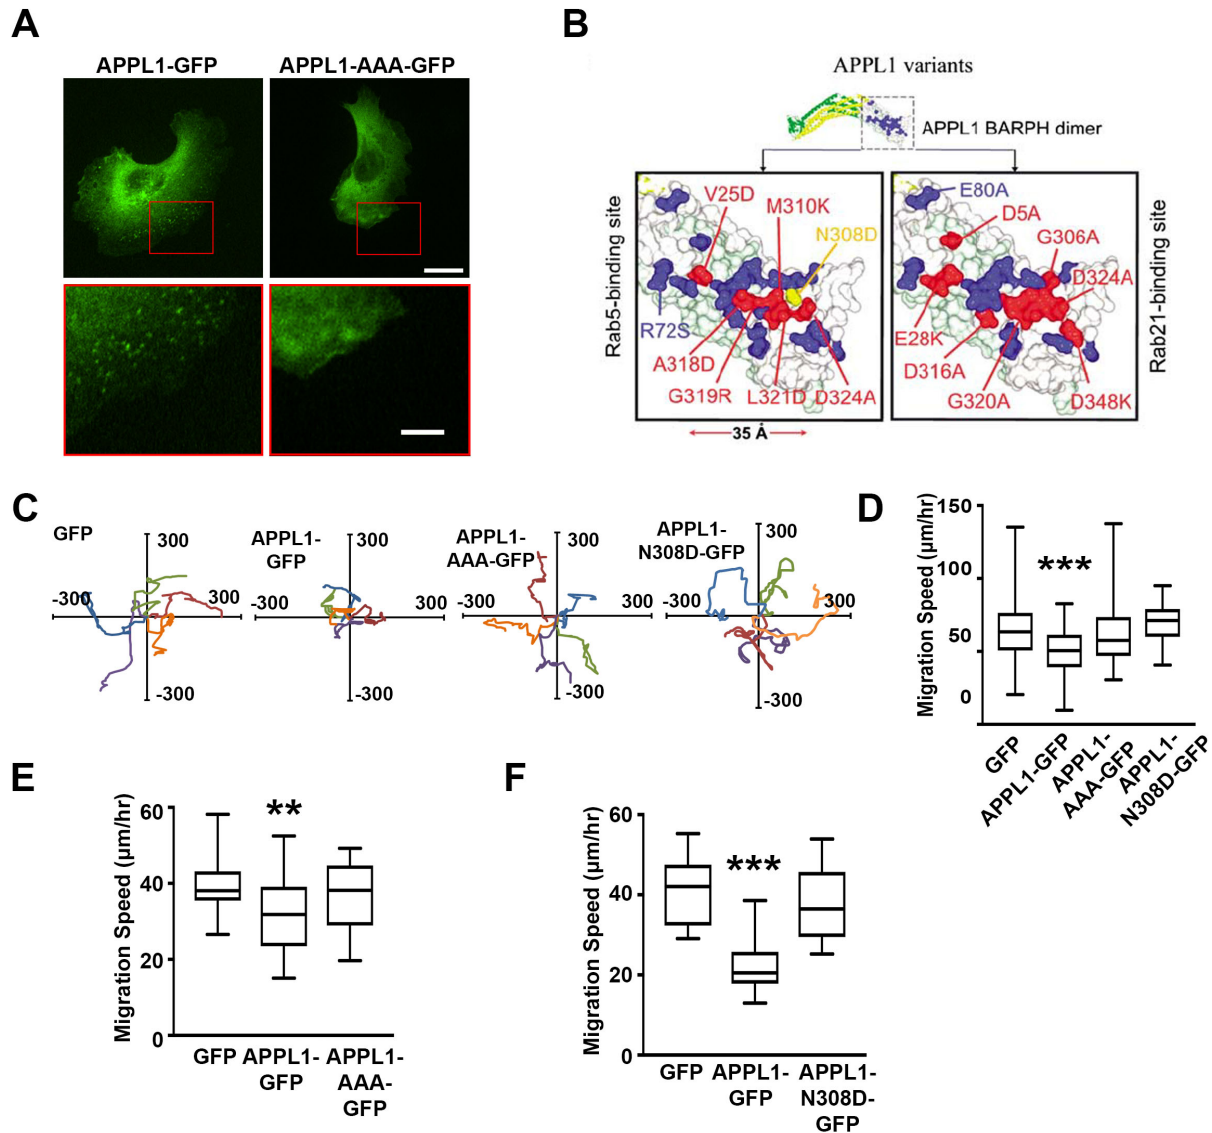 A
APPL1-GFP
APPL1-AAA-GFP
B
APPL1 variants
APPL1 BARPH dimer
Rab5-binding site
V25D
M310K
N308D
R72S
A318D
G319R
L321D
D324A
35 Å
E80A
D5A
G306A
D324A
E28K
D316A
G320A
D348K
Rab21-binding site
C
GFP
300
-300
300
-300
APPL1-
GFP
300
-300
300
-300
APPL1-
AAA-GFP
300
-300
300
-300
APPL1-
N308D-GFP
300
-300
300
-300
D
Migration Speed (µm/hr)
150
100
50
0
***
GFP
APPL1-GFP
APPL1-
AAA-GFP
APPL1-
N308D-GFP
E
Migration Speed (µm/hr)
60
40
20
0
**
GFP
APPL1-
GFP
APPL1-
AAA-
GFP
F
Migration Speed (µm/hr)
60
40
20
0
***
GFP
APPL1-
GFP
APPL1-
N308D-
GFP